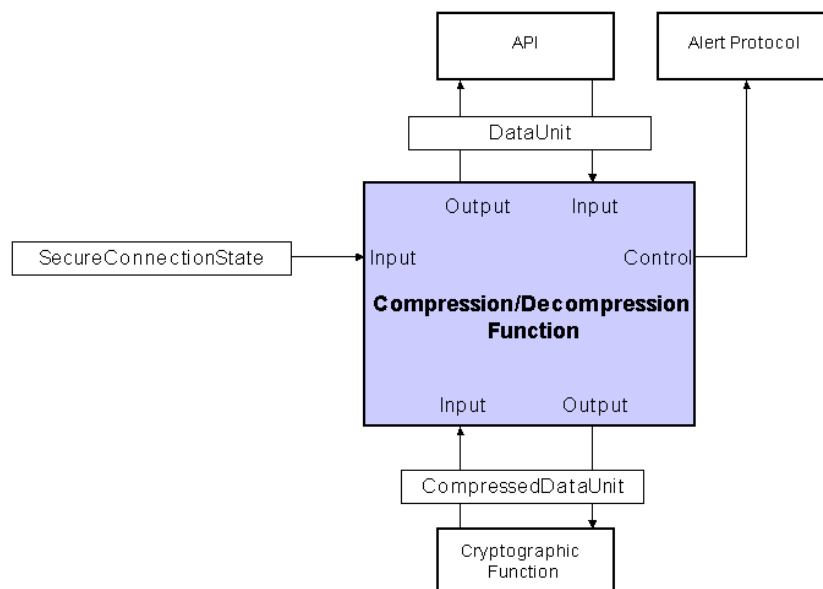 API
Alert Protocol
DataUnit
Output
Input
SecureConnectionState
Input
Control
Compression/Decompression
Function
Input
Output
CompressedDataUnit
Cryptographic
Function